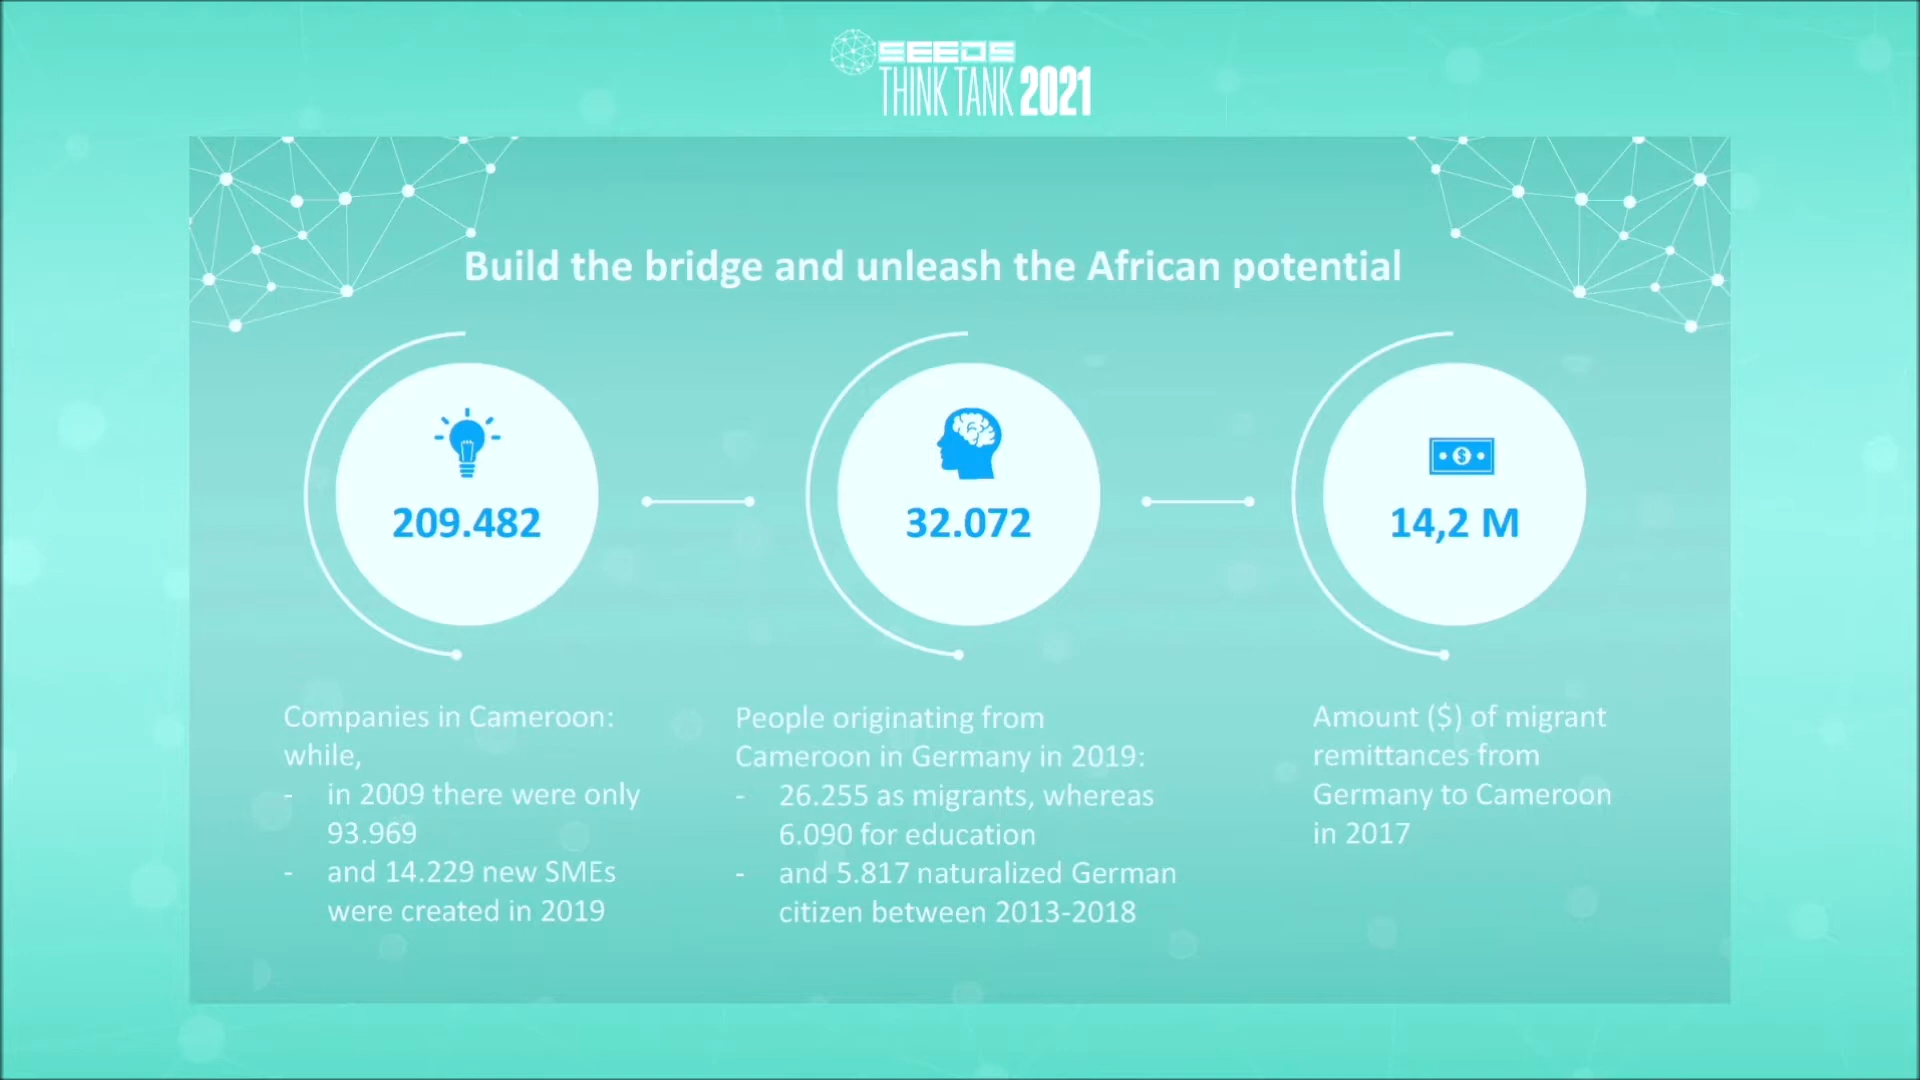 SEEDS
THINK TANK 2021
Build the bridge and unleash the African potential
209.482
32.072
14,2 M
Companies in Cameroon:
while,
- in 2009 there were only
93.969
- and 14.229 new SMEs
were created in 2019
People originating from
Cameroon in Germany in 2019:
- 26.255 as migrants, whereas
6.090 for education
- and 5.817 naturalized German
citizen between 2013-2018
Amount ($) of migrant
remittances from
Germany to Cameroon
in 2017